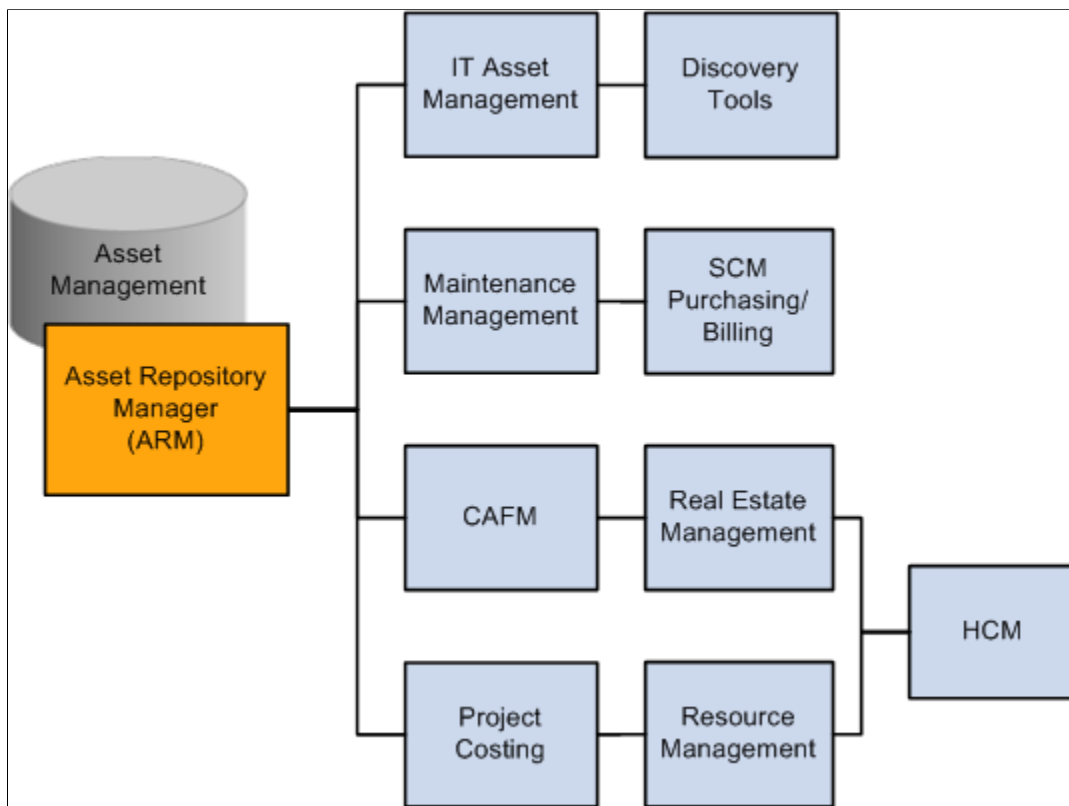 IT Asset
Management
Discovery
Tools
Asset
Management
Maintenance
Management
SCM
Purchasing/
Billing
Asset Repository
Manager
(ARM)
CAFM
Real Estate
Management
HCM
Project
Costing
Resource
Management